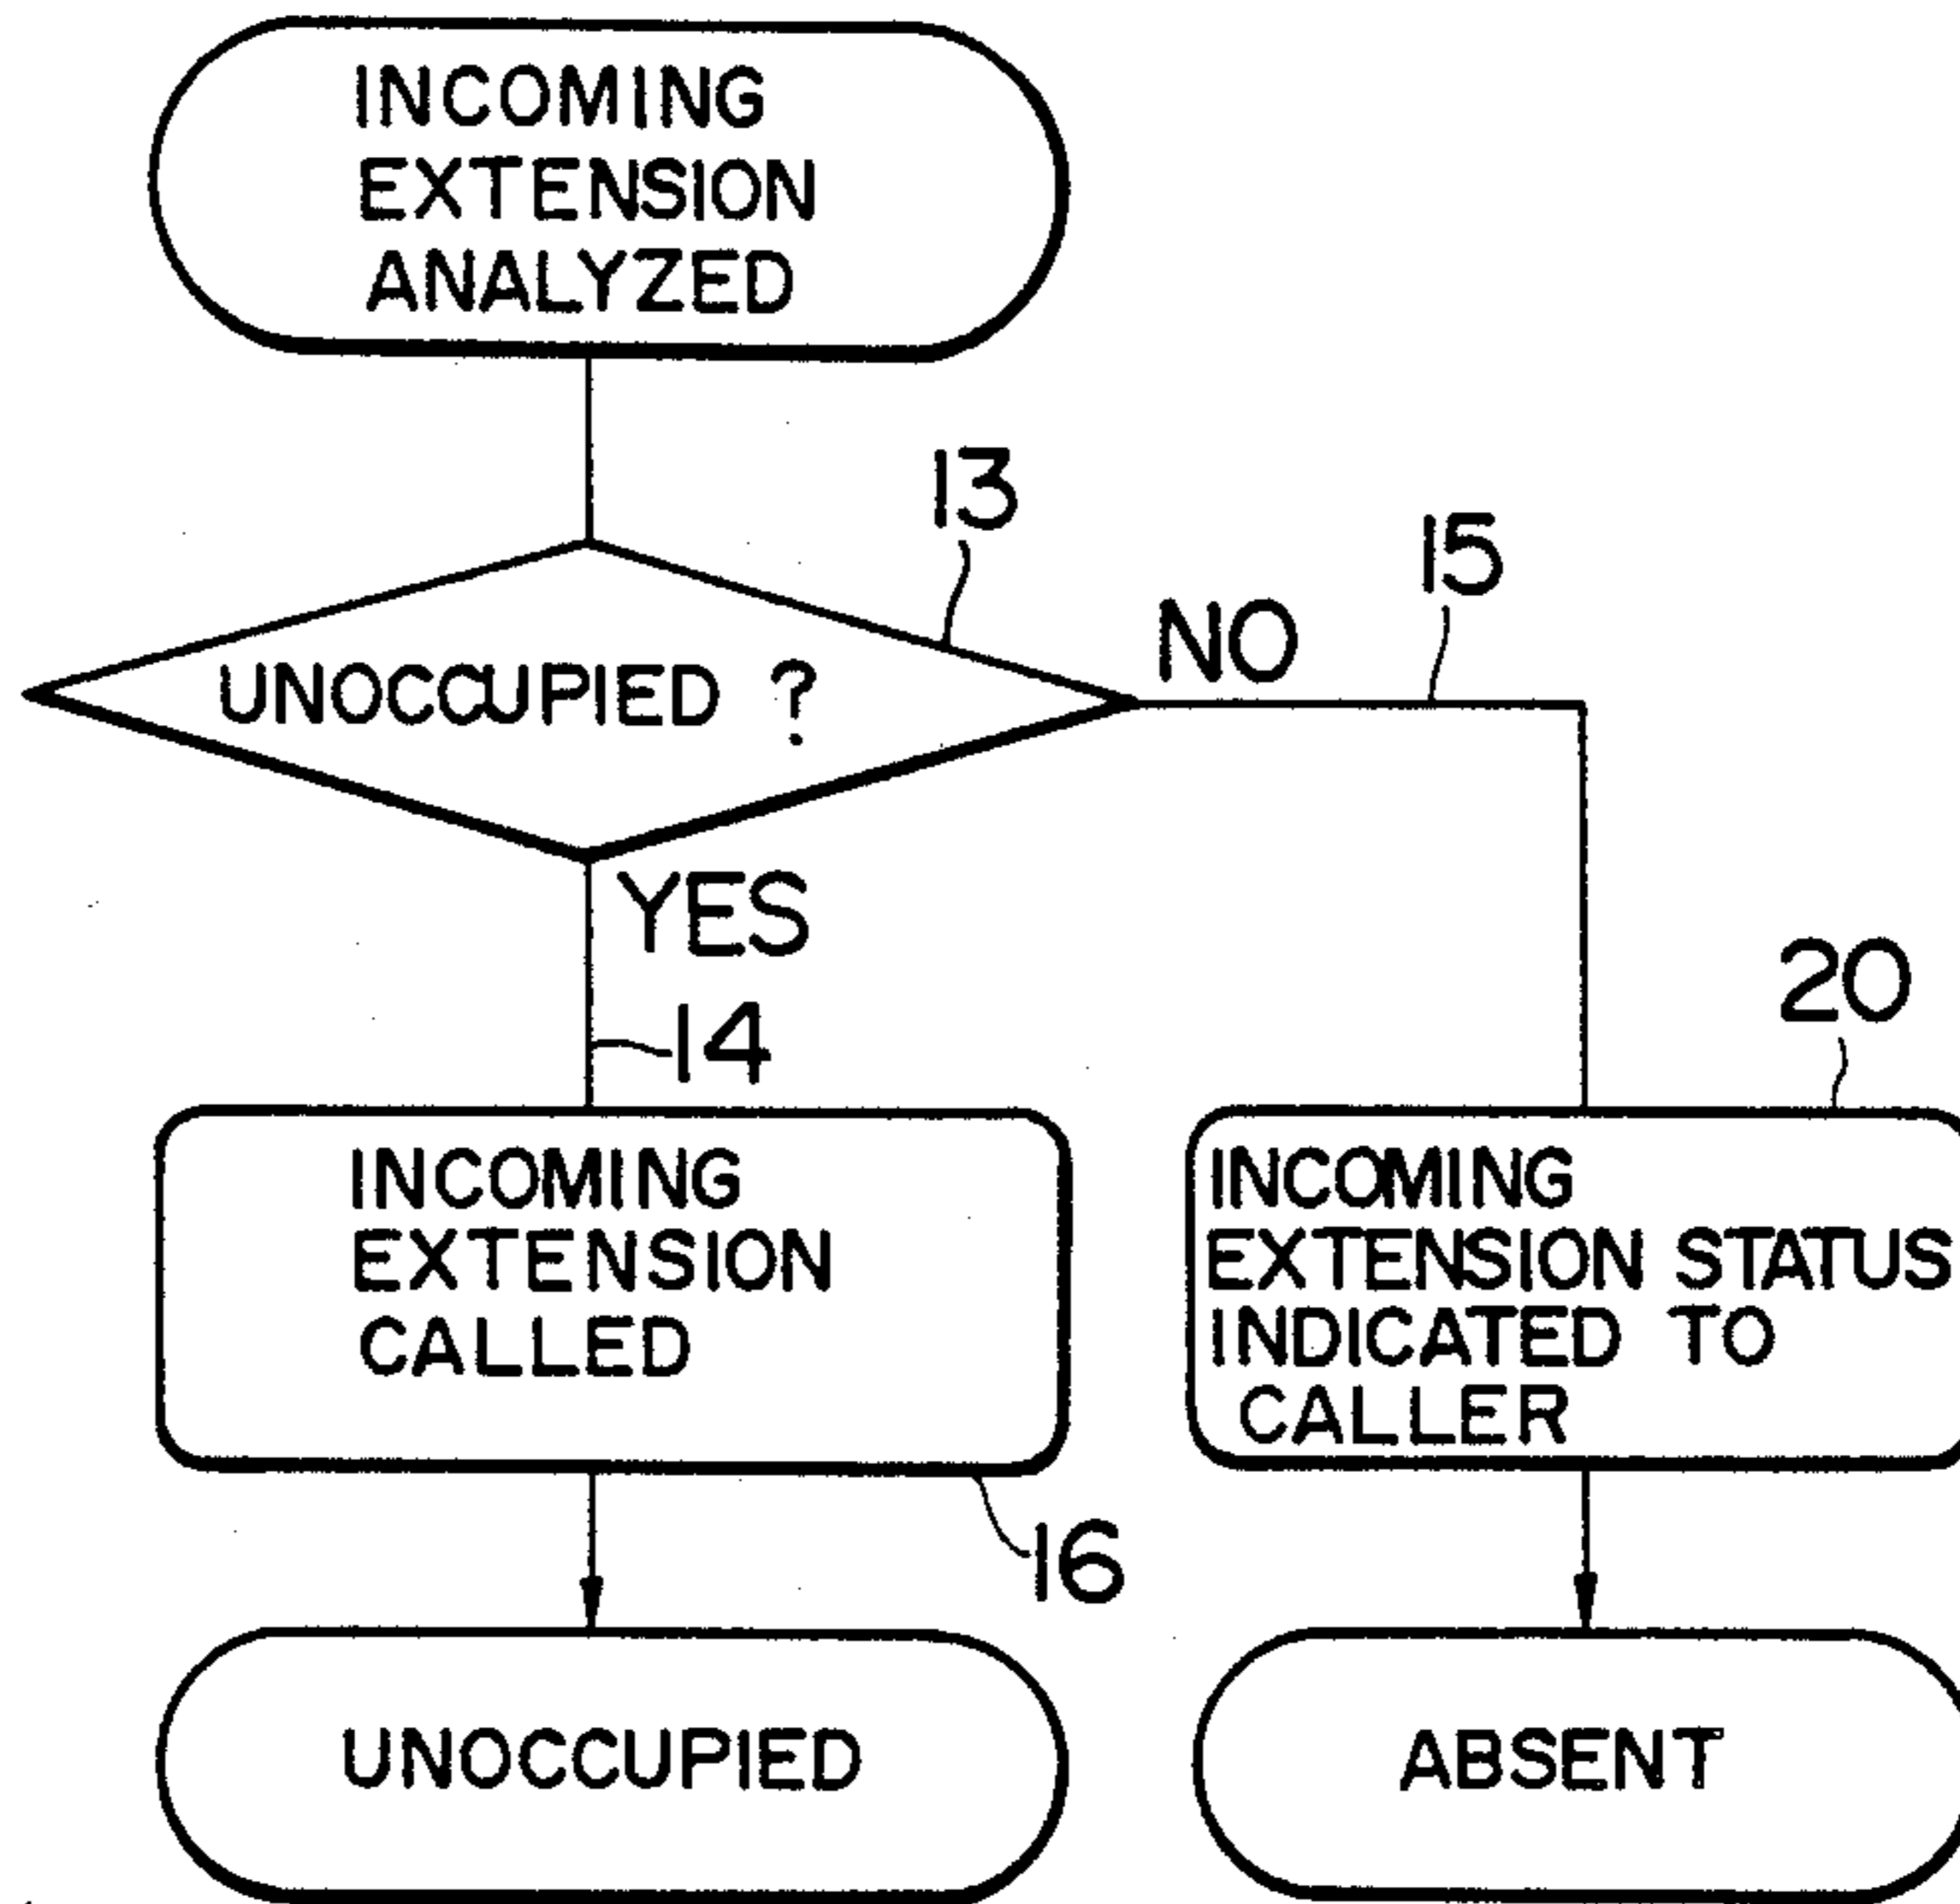 INCOMING
EXTENSION
ANALYZED
13
15
NO
UNOCCUPIED ?
YES
14
20
INCOMING
EXTENSION
CALLED
INCOMING
EXTENSION STATUS
INDICATED TO
CALLER
16
UNOCCUPIED
ABSENT